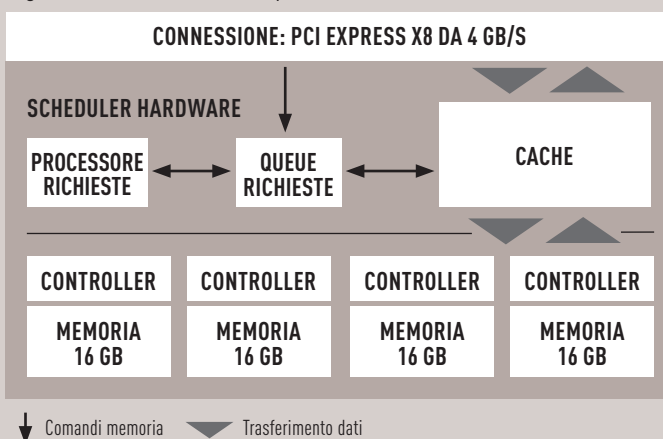 CONNESSIONE: PCI EXPRESS X8 DA 4 GB/S
SCHEDULER HARDWARE
PROCESSORE
RICHIESTE
QUEUE
RICHIESTE
CACHE
CONTROLLER
CONTROLLER
CONTROLLER
CONTROLLER
MEMORIA
16 GB
MEMORIA
16 GB
MEMORIA
16 GB
MEMORIA
16 GB
Comandi memoria
Trasferimento dati